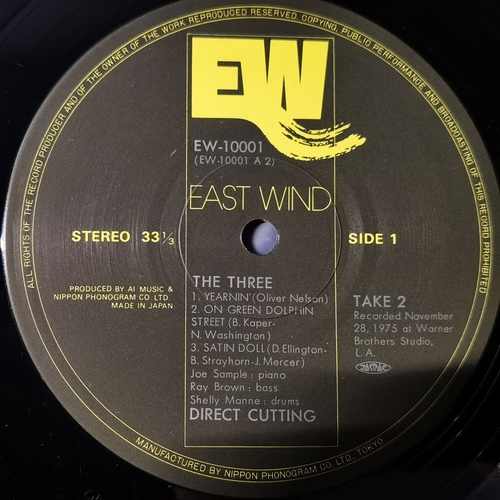 ALL RIGHTS OF THE RECORD PRODUCER AND OF THE OWNER OF THE WORK REPRODUCED RESERVED. COPYING, PUBLIC PERFORMANCE AND BROADCASTING OF THIS RECORD PROHIBITED
EW
EW-10001
(EW-10001 A 2)
EAST WIND
STEREO 33 1/3
SIDE 1
PRODUCED BY AI MUSIC &
NIPPON PHONOGRAM CO. LTD.
MADE IN JAPAN
THE THREE
1. YEARNIN' (Oliver Nelson)
2. ON GREEN DOLPHIN
STREET (B. Kaper-
N. Washington)
3. SATIN DOLL (D. Ellington-
B. Strayhorn-J. Mercer)
Joe Sample : piano
Ray Brown : bass
Shelly Manne : drums
DIRECT CUTTING
TAKE 2
Recorded November
28, 1975 at Warner
Brothers Studio,
L.A.
JASRAC
MANUFACTURED BY NIPPON PHONOGRAM CO. LTD., TOKYO